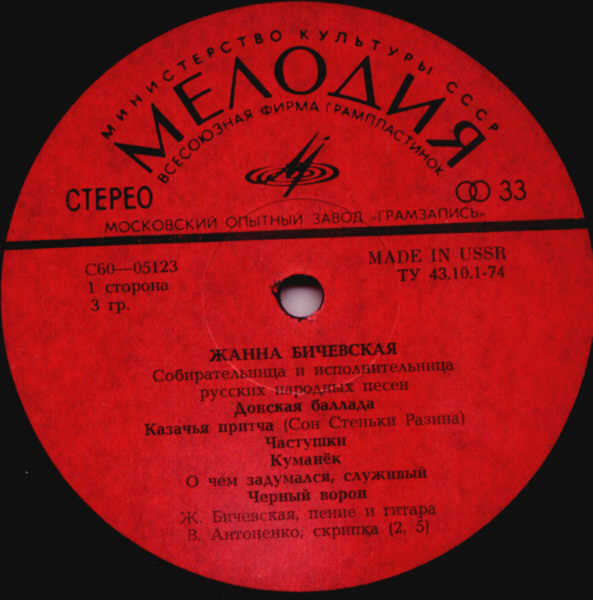 МИНИСТЕРСТВО КУЛЬТУРЫ СССР
МЕЛОДИЯ
ВСЕСОЮЗНАЯ ФИРМА ГРАМПЛАСТИНОК
СТЕРЕО
33
МОСКОВСКИЙ ОПЫТНЫЙ ЗАВОД «ГРАМЗАПИСЬ»
С60—05123
MADE IN USSR
1 сторона
ТУ 43.10.1-74
3 гр.
ЖАННА БИЧЕВСКАЯ
Собирательница и исполнительница
русских народных песен
Донская баллада
Казачья притча (Сон Стеньки Разина)
Частушки
Куманёк
О чем задумался, служивый
Черный ворон
Ж. Бичевская, пение и гитара
В. Антоненко, скрипка (2, 5)